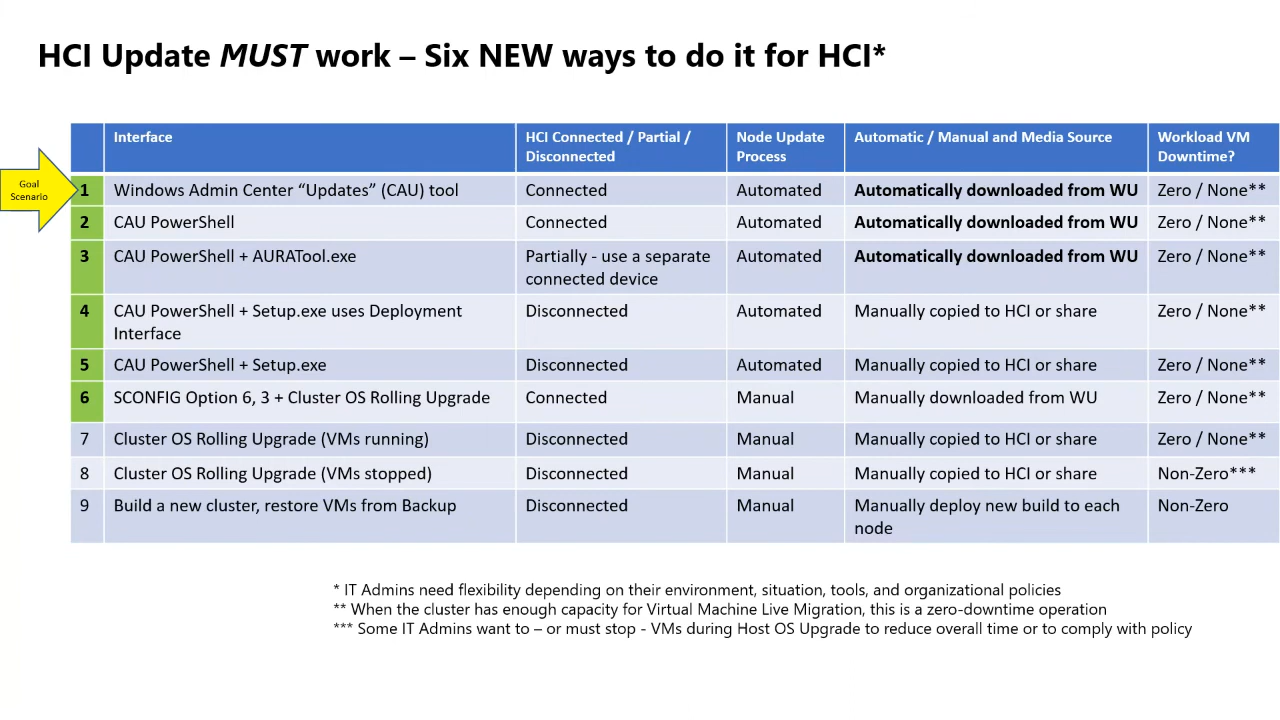 HCI Update MUST work – Six NEW ways to do it for HCI*
Interface
HCI Connected / Partial /
Disconnected
Node Update
Process
Automatic / Manual and Media Source
Workload VM
Downtime?
Goal
Scenario
1 Windows Admin Center “Updates” (CAU) tool Connected Automated Automatically downloaded from WU Zero / None**
2 CAU PowerShell Connected Automated Automatically downloaded from WU Zero / None**
3 CAU PowerShell + AURATool.exe Partially - use a separate Automated Automatically downloaded from WU Zero / None**
connected device
4 CAU PowerShell + Setup.exe uses Deployment Disconnected Automated Manually copied to HCI or share Zero / None**
Interface
5 CAU PowerShell + Setup.exe Disconnected Automated Manually copied to HCI or share Zero / None**
6 SCONFIG Option 6, 3 + Cluster OS Rolling Upgrade Connected Manual Manually downloaded from WU Zero / None**
7 Cluster OS Rolling Upgrade (VMs running) Disconnected Manual Manually copied to HCI or share Zero / None**
8 Cluster OS Rolling Upgrade (VMs stopped) Disconnected Manual Manually copied to HCI or share Non-Zero***
9 Build a new cluster, restore VMs from Backup Disconnected Manual Manually deploy new build to each Non-Zero
node
* IT Admins need flexibility depending on their environment, situation, tools, and organizational policies
** When the cluster has enough capacity for Virtual Machine Live Migration, this is a zero-downtime operation
*** Some IT Admins want to – or must stop - VMs during Host OS Upgrade to reduce overall time or to comply with policy